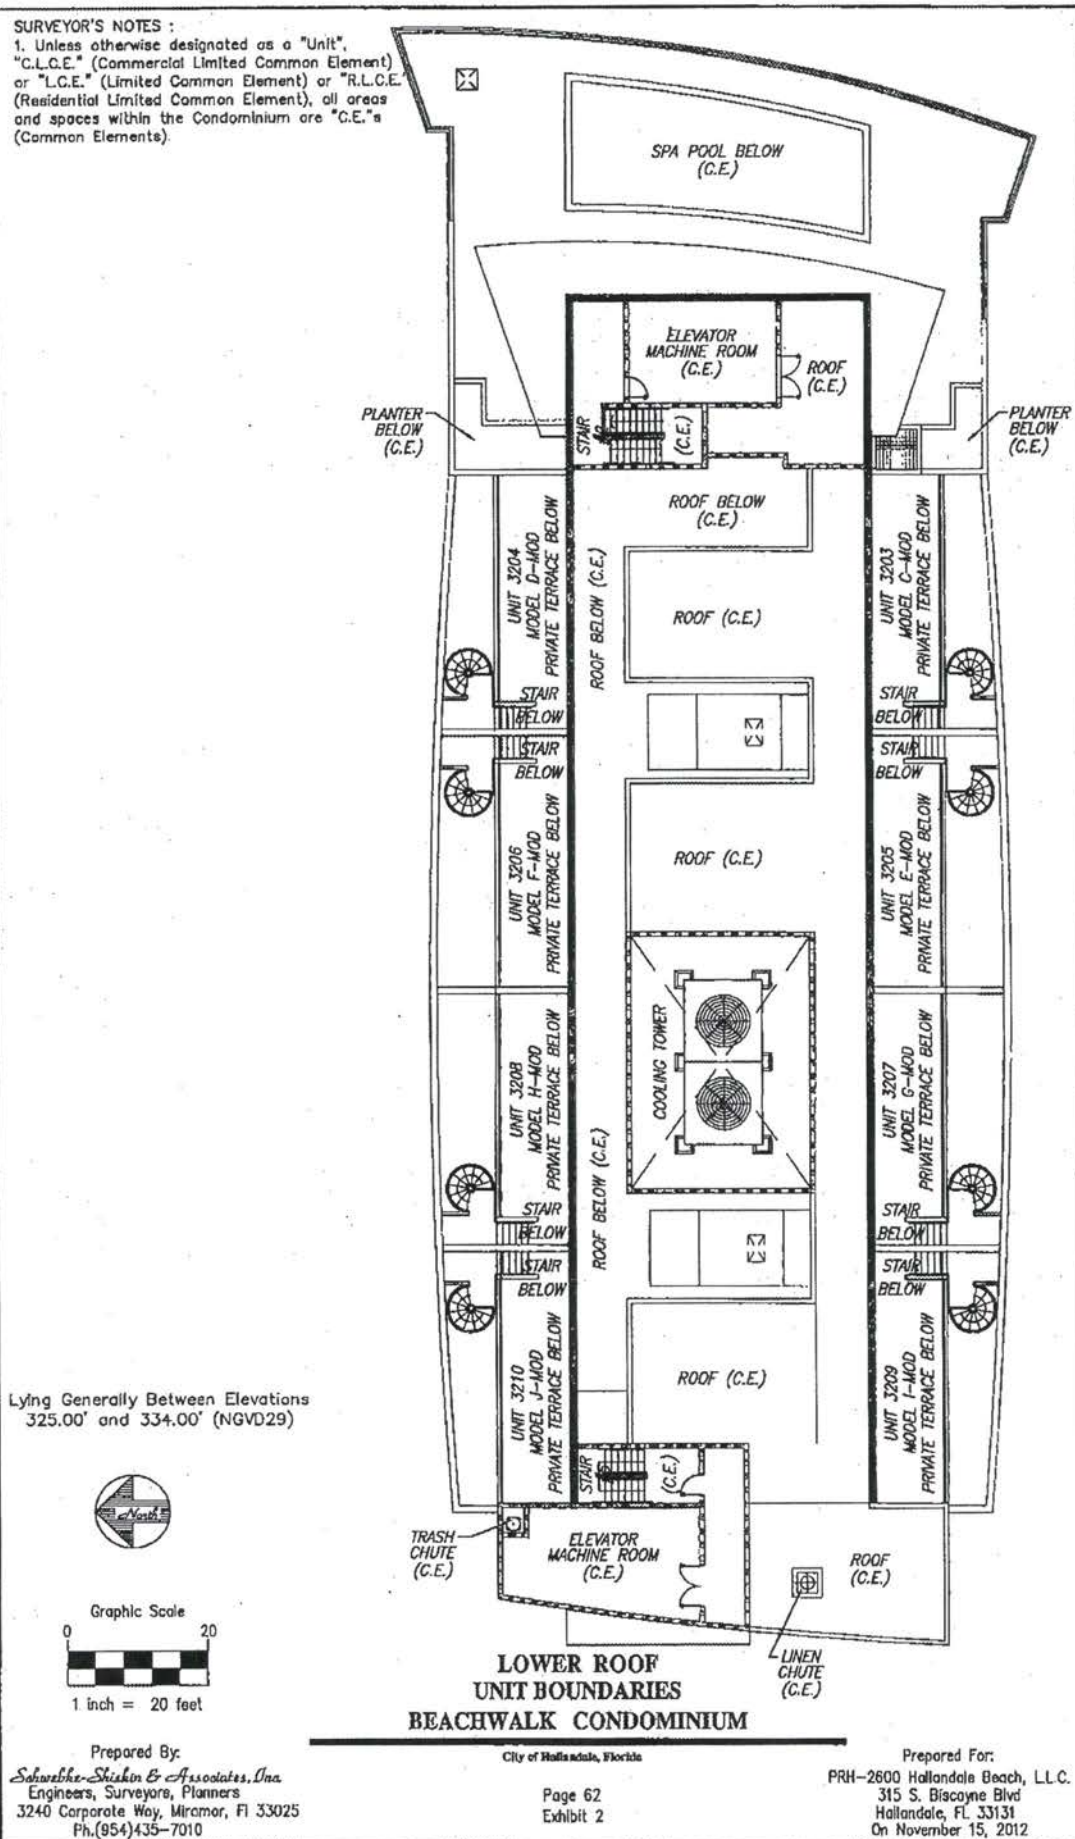 SURVEYOR'S NOTES :
1. Unless otherwise designated as a "Unit",
"C.L.C.E." (Commercial Limited Common Element)
or "L.C.E." (Limited Common Element) or "R.L.C.E."
(Residential Limited Common Element), all areas
and spaces within the Condominium are "C.E."s
(Common Elements).
SPA POOL BELOW
(C.E.)
ELEVATOR
MACHINE ROOM
(C.E.)
ROOF
(C.E.)
STAIR
(C.E.)
PLANTER
BELOW
(C.E.)
PLANTER
BELOW
(C.E.)
ROOF BELOW
(C.E.)
UNIT 3204
MODEL D-MOD
PRIVATE TERRACE BELOW
ROOF BELOW (C.E.)
ROOF (C.E.)
UNIT 3203
MODEL C-MOD
PRIVATE TERRACE BELOW
STAIR
BELOW
STAIR
BELOW
STAIR
BELOW
STAIR
BELOW
UNIT 3206
MODEL F-MOD
PRIVATE TERRACE BELOW
ROOF (C.E.)
UNIT 3205
MODEL E-MOD
PRIVATE TERRACE BELOW
COOLING TOWER
UNIT 3208
MODEL H-MOD
PRIVATE TERRACE BELOW
ROOF BELOW (C.E.)
UNIT 3207
MODEL G-MOD
PRIVATE TERRACE BELOW
STAIR
BELOW
STAIR
BELOW
STAIR
BELOW
STAIR
BELOW
UNIT 3210
MODEL J-MOD
PRIVATE TERRACE BELOW
ROOF (C.E.)
UNIT 3209
MODEL I-MOD
PRIVATE TERRACE BELOW
Lying Generally Between Elevations
325.00' and 334.00' (NGVD29)
STAIR
(C.E.)
North
TRASH
CHUTE
(C.E.)
ELEVATOR
MACHINE ROOM
(C.E.)
ROOF
(C.E.)
LINEN
CHUTE
(C.E.)
Graphic Scale
0 20
1 inch = 20 feet
LOWER ROOF
UNIT BOUNDARIES
BEACHWALK CONDOMINIUM
City of Hallandale, Florida
Page 62
Exhibit 2
Prepared By:
Schwebke-Shiskin & Associates, Inc.
Engineers, Surveyors, Planners
3240 Corporate Way, Miramar, Fl 33025
Ph.(954)435-7010
Prepared For:
PRH-2600 Hallandale Beach, L.L.C.
315 S. Biscayne Blvd
Hallandale, FL 33131
On November 15, 2012